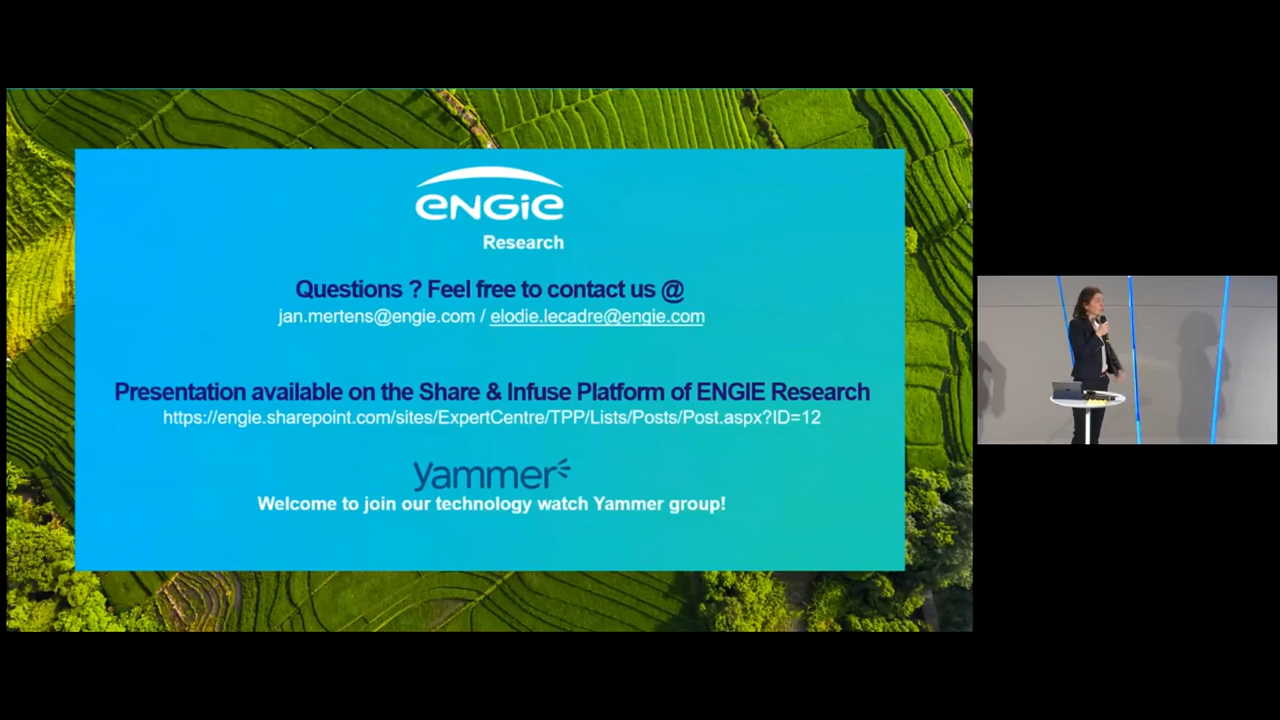 ENGIE
Research
Questions ? Feel free to contact us @
jan.mertens@engie.com / elodie.lecadre@engie.com
Presentation available on the Share & Infuse Platform of ENGIE Research
https://engie.sharepoint.com/sites/ExpertCentre/TPP/Lists/Posts/Post.aspx?ID=12
yammer
Welcome to join our technology watch Yammer group!